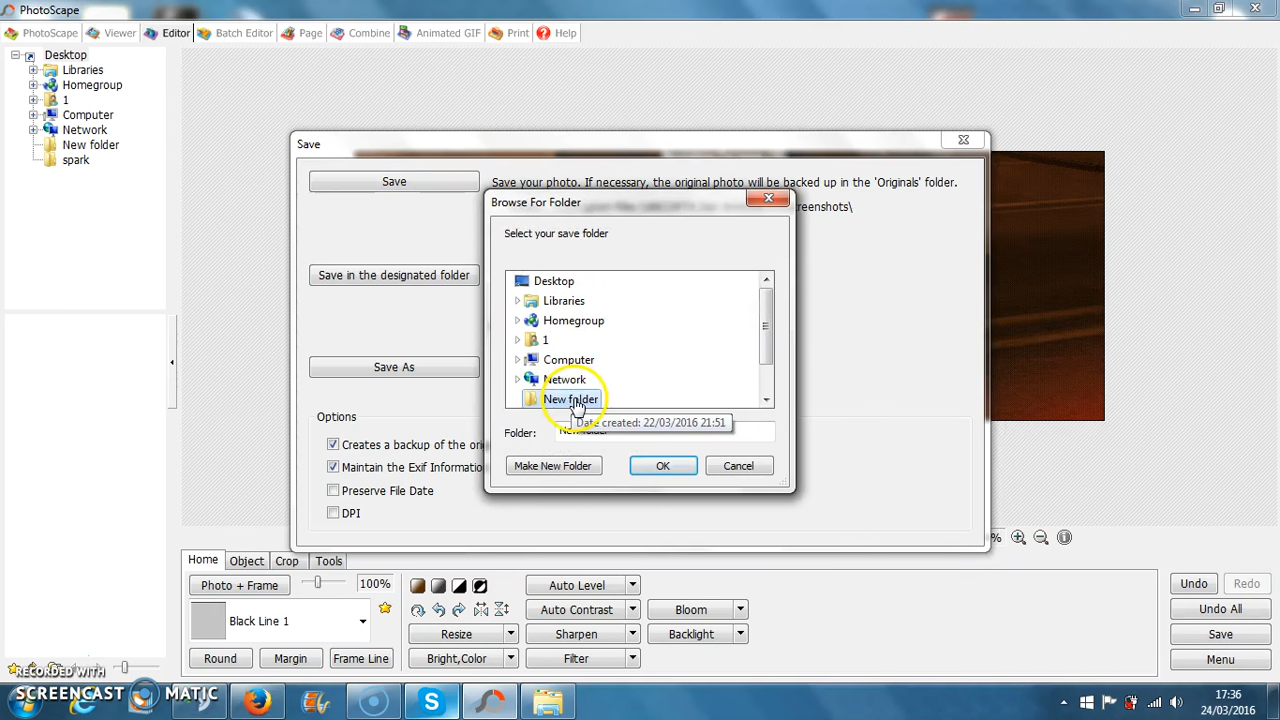 PhotoScape
PhotoScape Viewer Editor Batch Editor Page Combine Animated GIF Print Help
Desktop
Libraries
Homegroup
1
Computer
Network
New folder
spark
Save
Save
Save your photo. If necessary, the original photo will be backed up in the 'Originals' folder.
Screenshots\
Save in the designated folder
Save As
Options
Creates a backup of the ori
Maintain the Exif Informatio
Preserve File Date
DPI
Browse For Folder
Select your save folder
Desktop
Libraries
Homegroup
1
Computer
Network
New folder
Date created: 22/03/2016 21:51
Folder: New folder
Make New Folder OK Cancel
%
Home Object Crop Tools
Photo + Frame 100%
Black Line 1
Round Margin Frame Line
Resize
Bright,Color
Auto Level
Auto Contrast Bloom
Sharpen Backlight
Filter
Undo Redo
Undo All
Save
Menu
RECORDED WITH
SCREENCAST MATIC
17:36
24/03/2016